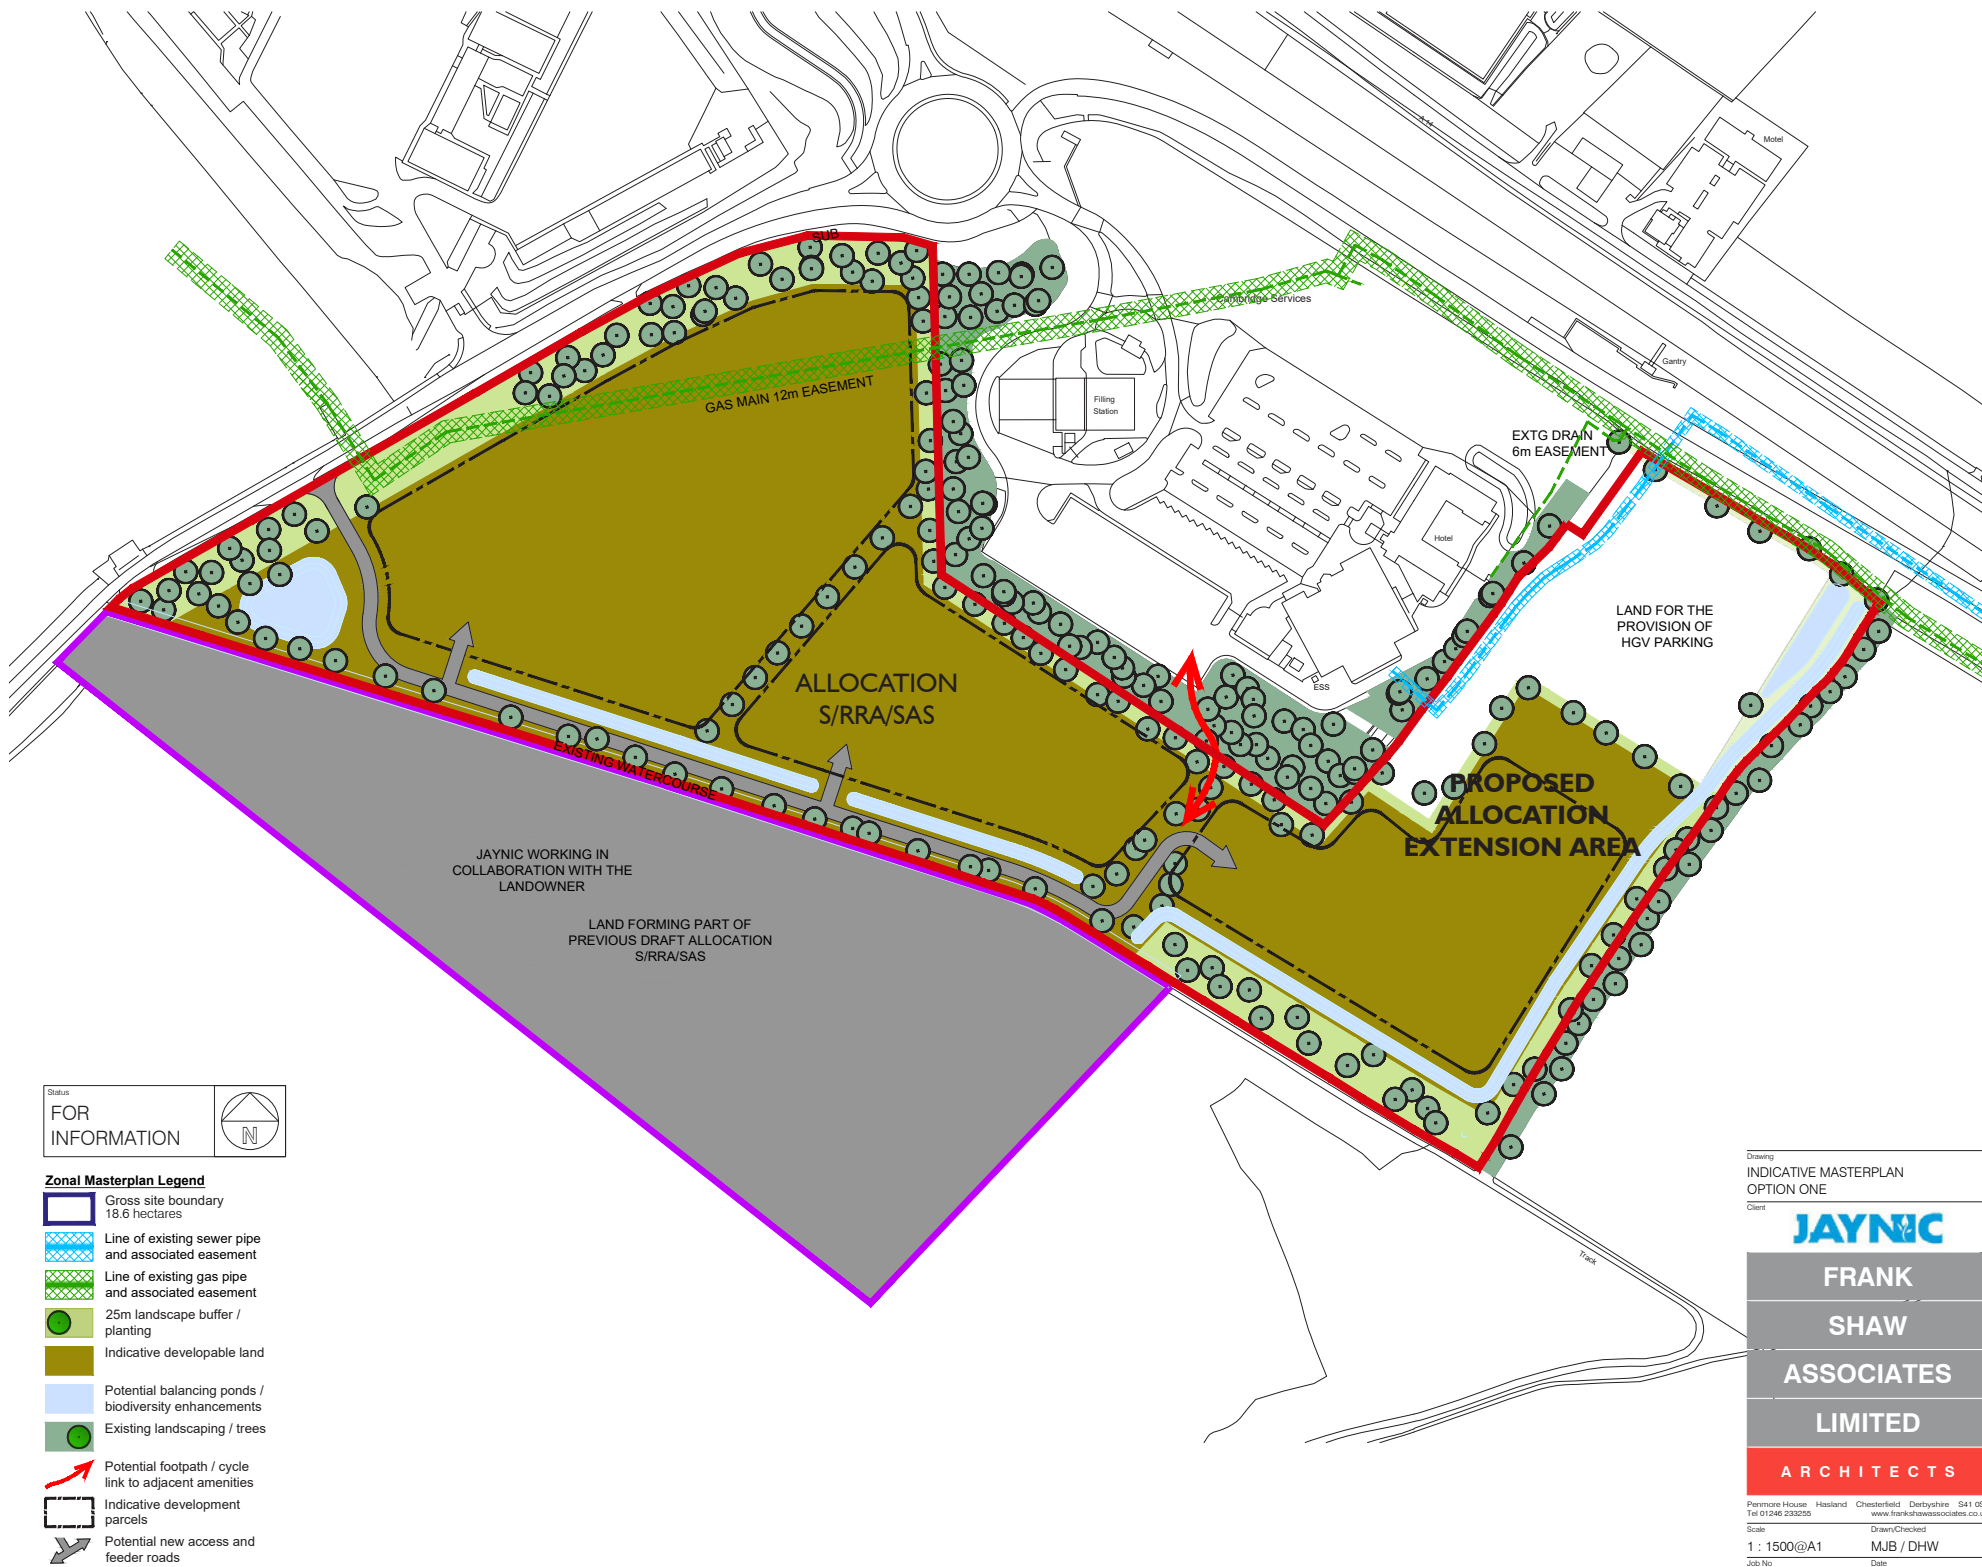 A 14
Motel
SUB
Cambridge Services
Gantry
GAS MAIN 12m EASEMENT
Filling
Station
EXTG DRAIN
6m EASEMENT
Hotel
LAND FOR THE
PROVISION OF
HGV PARKING
ALLOCATION
S/RRA/SAS
ESS
EXISTING WATERCOURSE
PROPOSED
ALLOCATION
EXTENSION AREA
JAYNIC WORKING IN
COLLABORATION WITH THE
LANDOWNER
LAND FORMING PART OF
PREVIOUS DRAFT ALLOCATION
S/RRA/SAS
Track
Status
FOR
INFORMATION
N
Zonal Masterplan Legend
Gross site boundary
18.6 hectares
Line of existing sewer pipe
and associated easement
Line of existing gas pipe
and associated easement
25m landscape buffer /
planting
Indicative developable land
Potential balancing ponds /
biodiversity enhancements
Existing landscaping / trees
Potential footpath / cycle
link to adjacent amenities
Indicative development
parcels
Potential new access and
feeder roads
Drawing
INDICATIVE MASTERPLAN
OPTION ONE
Client
JAYNIC
FRANK
SHAW
ASSOCIATES
LIMITED
ARCHITECTS
Penmore House Hasland Chesterfield Derbyshire S41
Tel 01246 233255 www.frankshawassociates.co.u
Scale Drawn/Checked
1 : 1500@A1 MJB / DHW
Job No Date